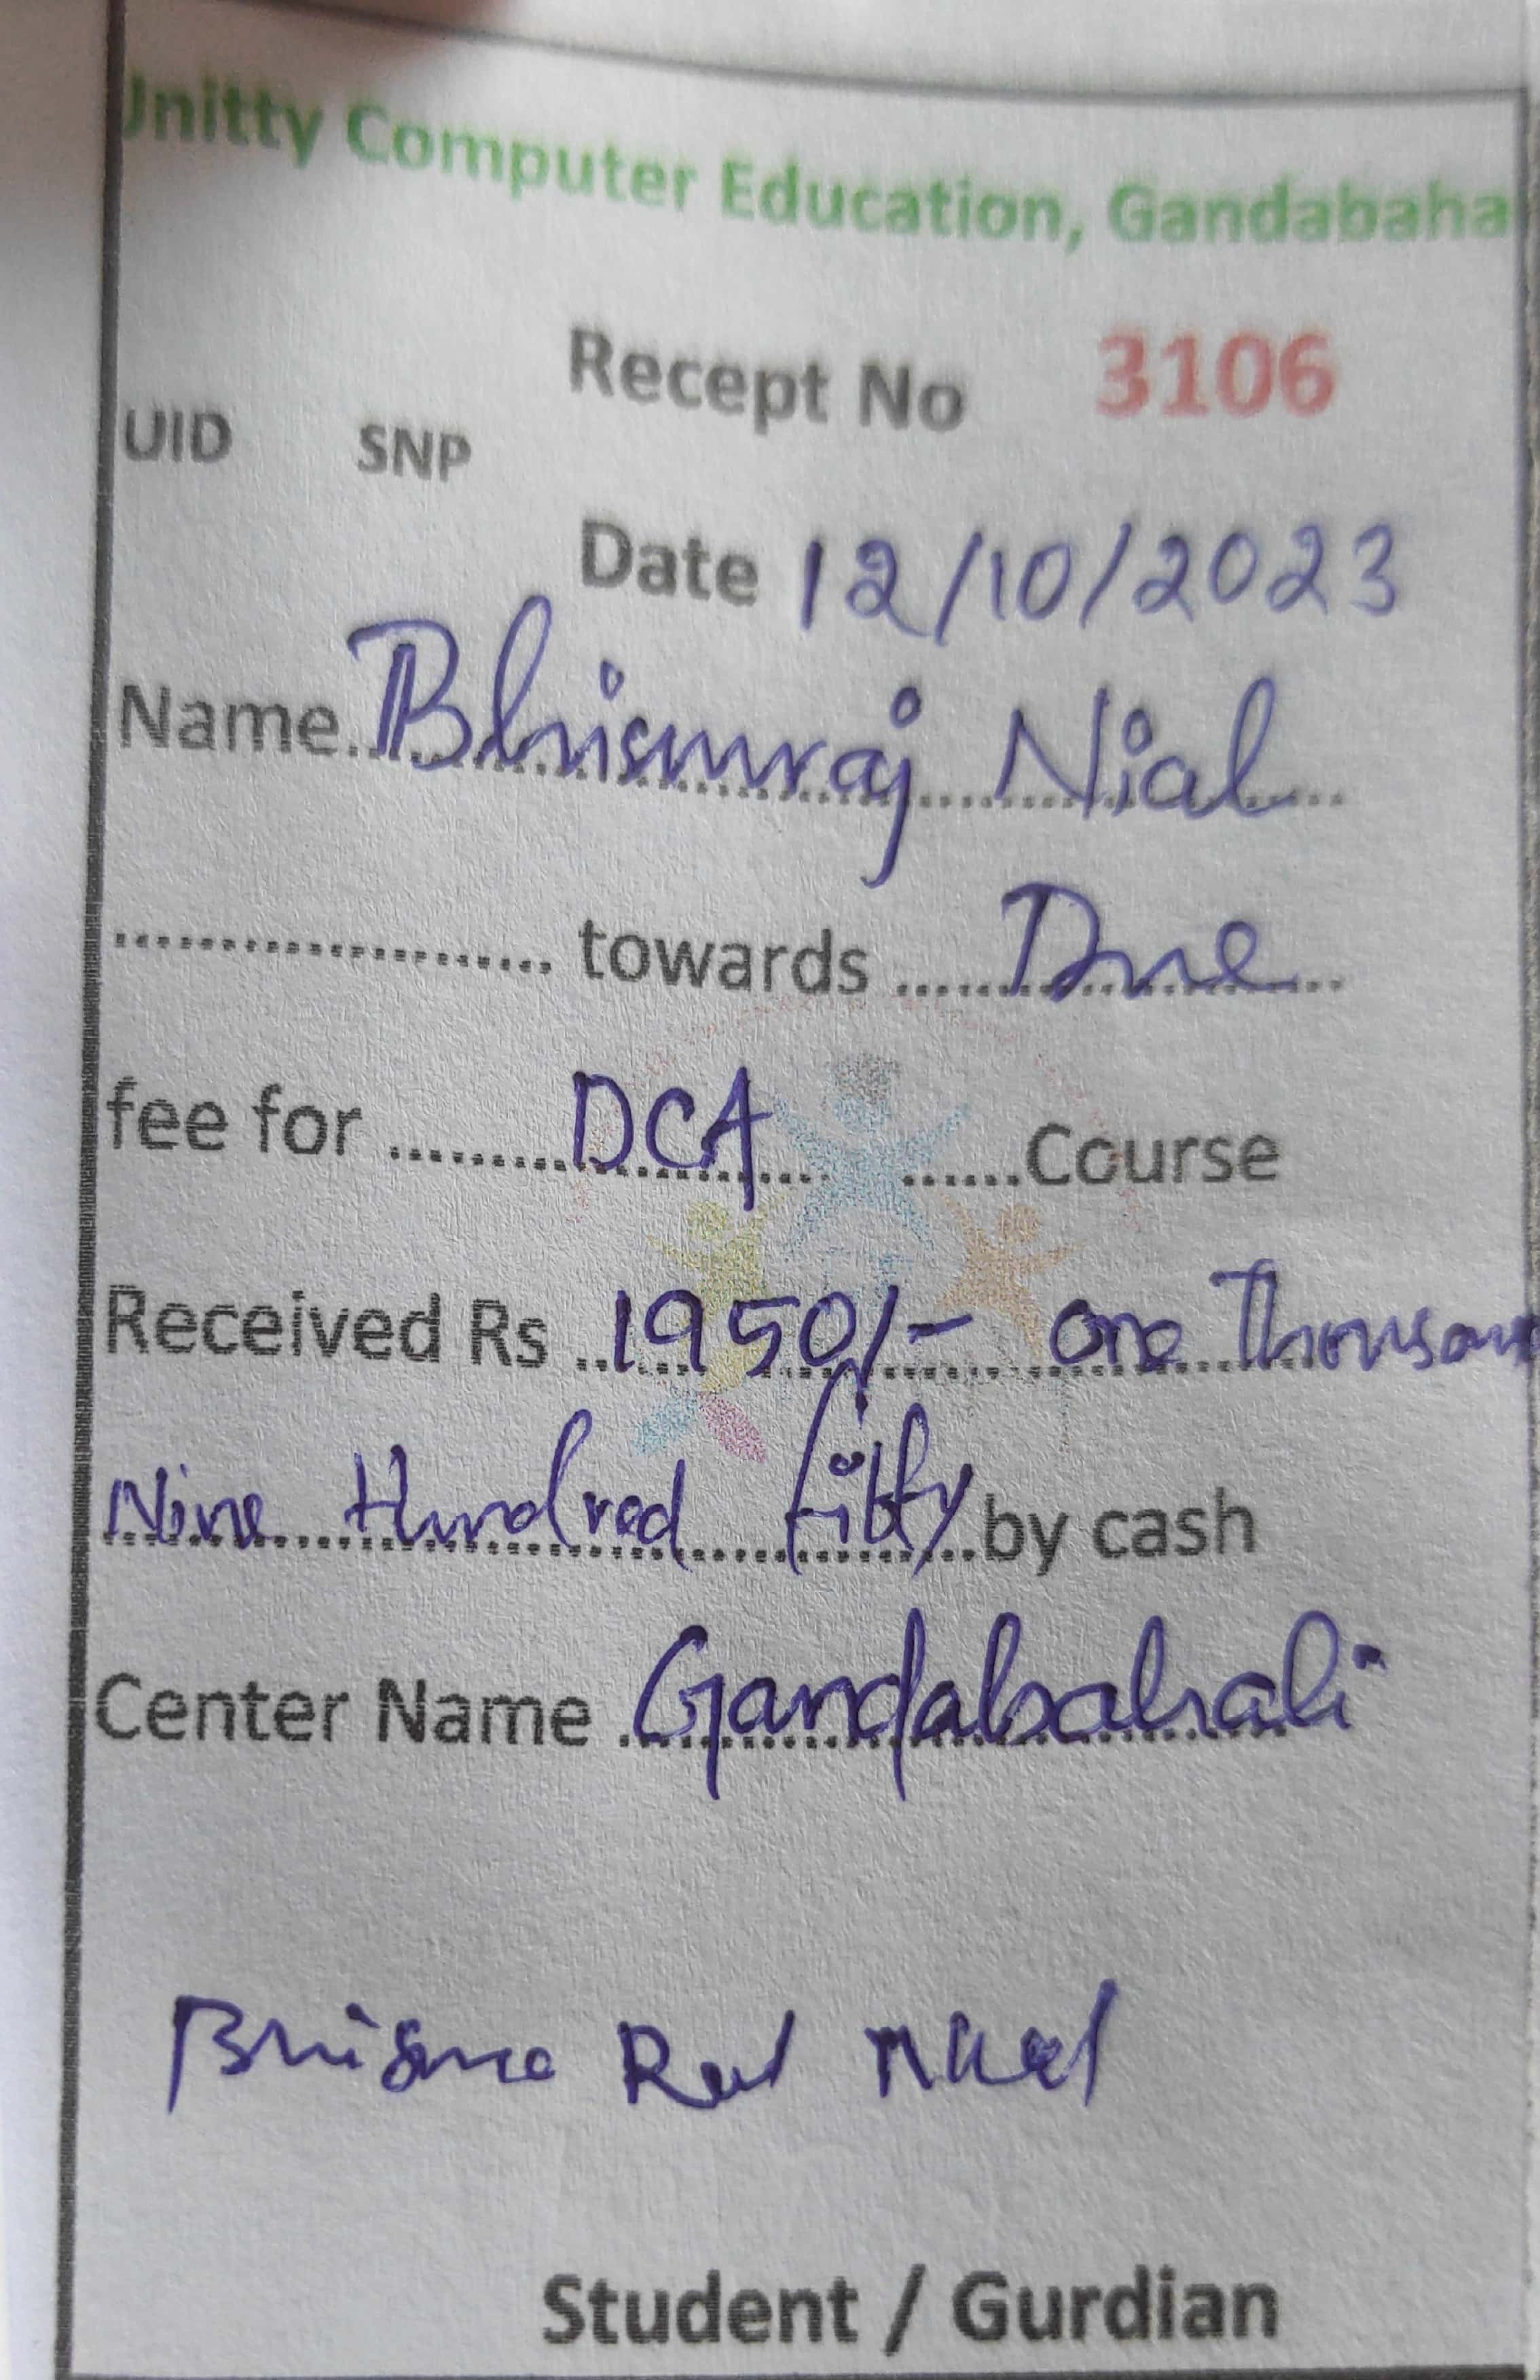 Unitty Computer Education, Gandabaha
Recept No 3106
UID SNP
Date 12/10/2023
Name Bhismraj Nial
towards Due
fee for DCA Course
Received Rs 1950/- One Thousan
Nine Hundred fifty by cash
Center Name Gandabahali
Student / Gurdian